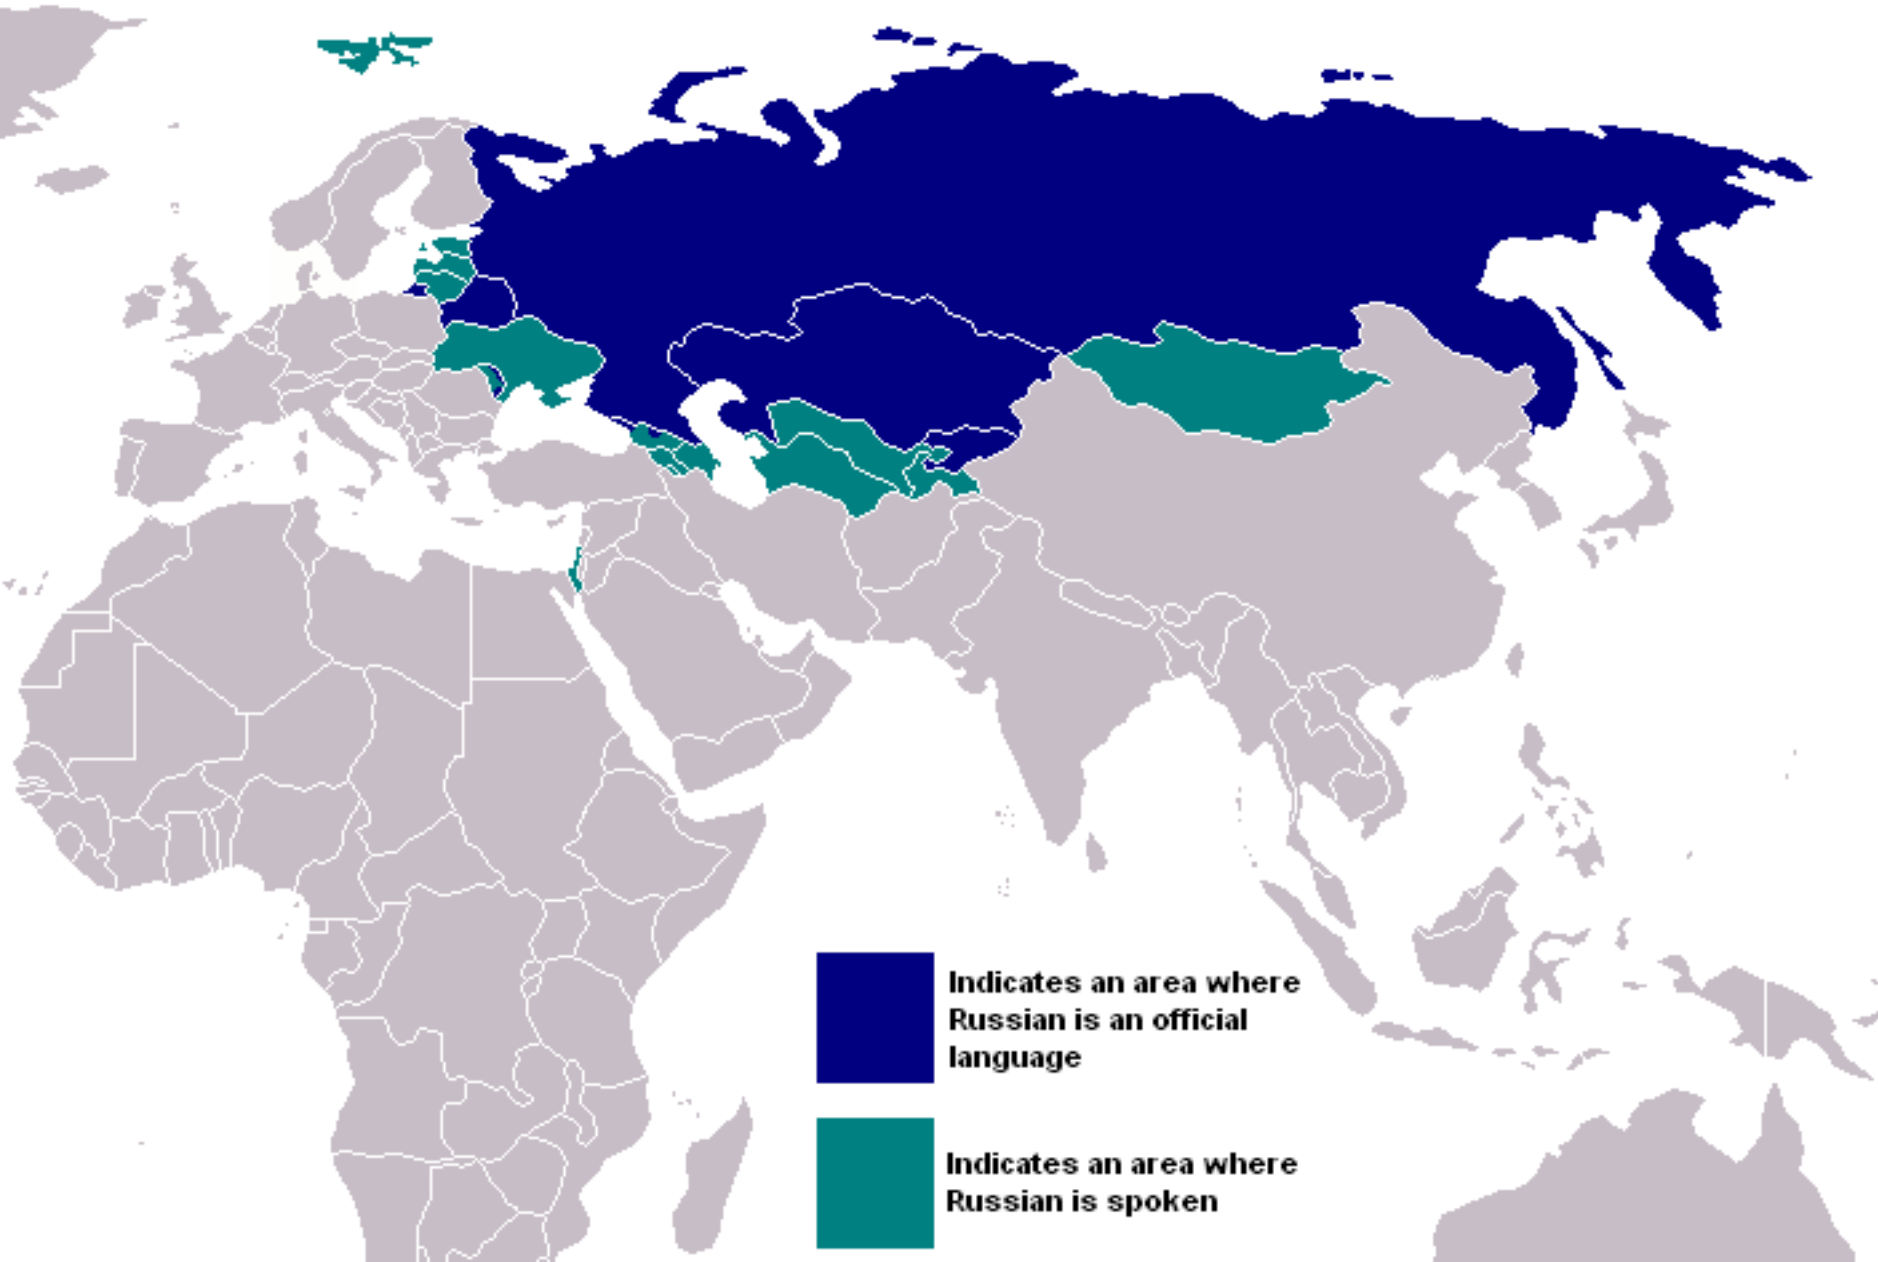 Indicates an area where
Russian is an official
language
Indicates an area where
Russian is spoken